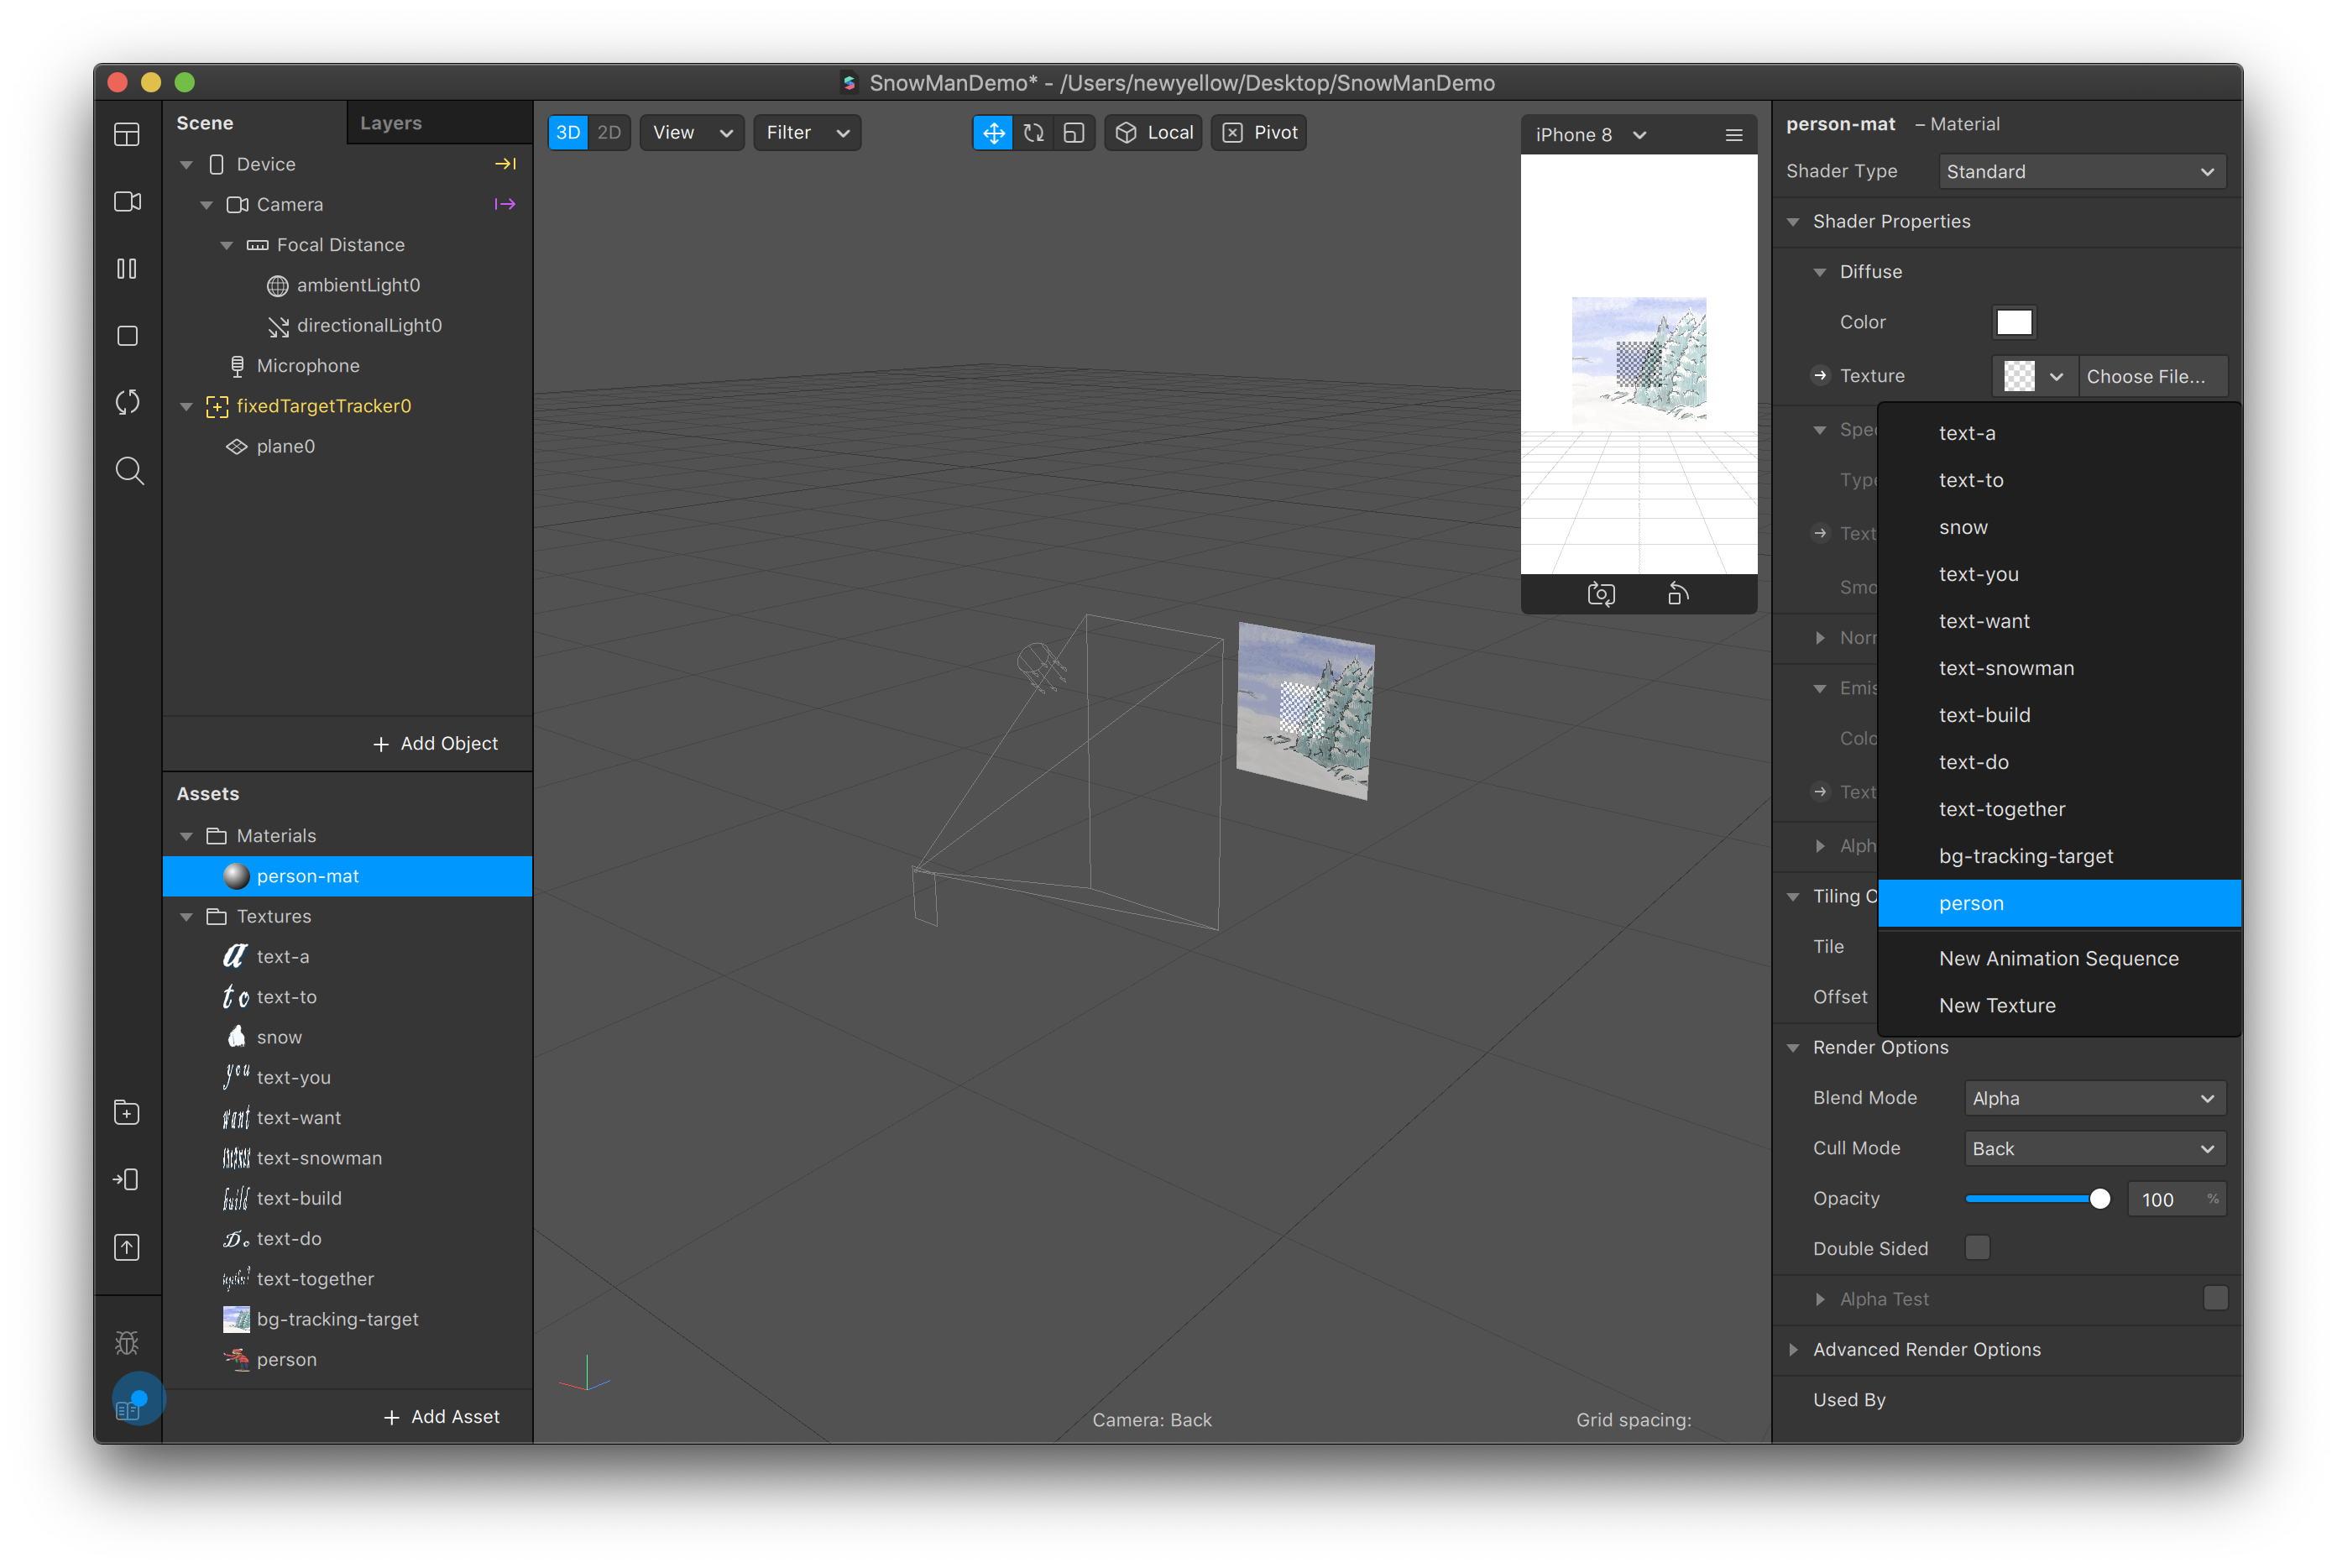 SnowManDemo* - /Users/newyellow/Desktop/SnowManDemo
Scene
Layers
Device
Camera
Focal Distance
ambientLight0
directionalLight0
Microphone
fixedTargetTracker0
plane0
+ Add Object
Assets
Materials
person-mat
Textures
text-a
text-to
snow
text-you
text-want
text-snowman
text-build
text-do
text-together
bg-tracking-target
person
+ Add Asset
3D 2D
View
Filter
Local
Pivot
iPhone 8
Camera: Back
Grid spacing:
person-mat – Material
Shader Type Standard
Shader Properties
Diffuse
Color
Texture Choose File...
Spec
Type
Text
Smo
Norr
Emis
Colo
Text
Alph
Tiling O
Tile
Offset
text-a
text-to
snow
text-you
text-want
text-snowman
text-build
text-do
text-together
bg-tracking-target
person
New Animation Sequence
New Texture
Render Options
Blend Mode Alpha
Cull Mode Back
Opacity 100 %
Double Sided
Alpha Test
Advanced Render Options
Used By